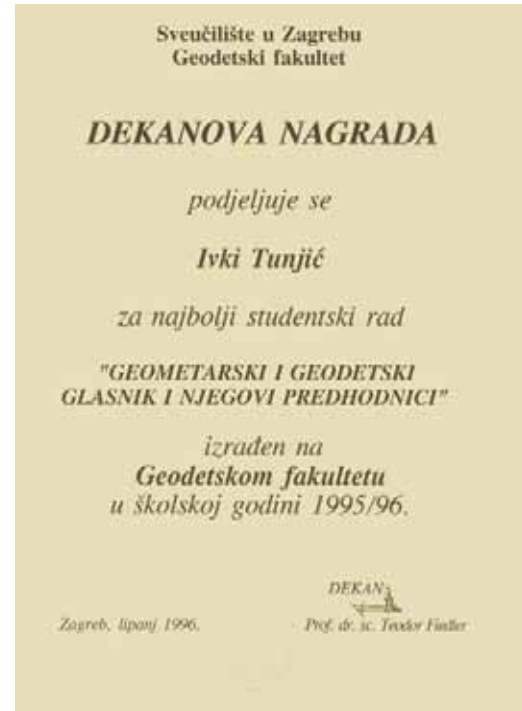 Sveučilište u Zagrebu
Geodetski fakultet
DEKANOVA NAGRADA
podjeljuje se
Ivki Tunjić
za najbolji studentski rad
"GEOMETARSKI I GEODETSKI
GLASNIK I NJEGOVI PREDHODNICI"
izrađen na
Geodetskom fakultetu
u školskoj godini 1995/96.
DEKAN
Zagreb, lipanj 1996.
Prof. dr. sc. Teodor Fiedler